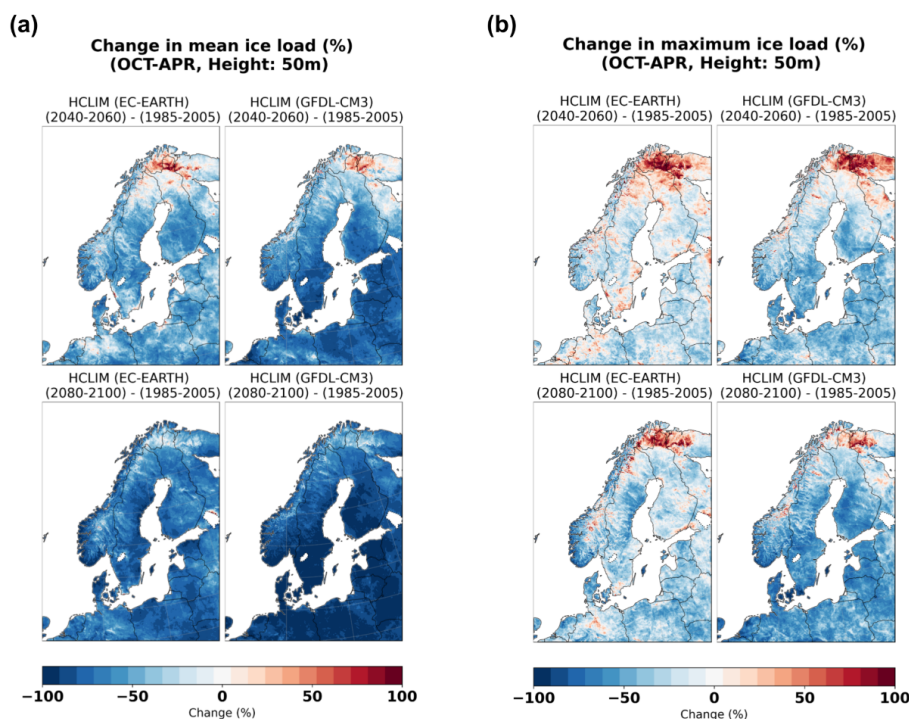 (a)
Change in mean ice load (%)
(OCT-APR, Height: 50m)
HCLIM (EC-EARTH)
(2040-2060) - (1985-2005)
HCLIM (GFDL-CM3)
(2040-2060) - (1985-2005)
HCLIM (EC-EARTH)
(2080-2100) - (1985-2005)
HCLIM (GFDL-CM3)
(2080-2100) - (1985-2005)
−100
−50
0
50
100
Change (%)
(b)
Change in maximum ice load (%)
(OCT-APR, Height: 50m)
HCLIM (EC-EARTH)
(2040-2060) - (1985-2005)
HCLIM (GFDL-CM3)
(2040-2060) - (1985-2005)
HCLIM (EC-EARTH)
(2080-2100) - (1985-2005)
HCLIM (GFDL-CM3)
(2080-2100) - (1985-2005)
−100
−50
0
50
100
Change (%)